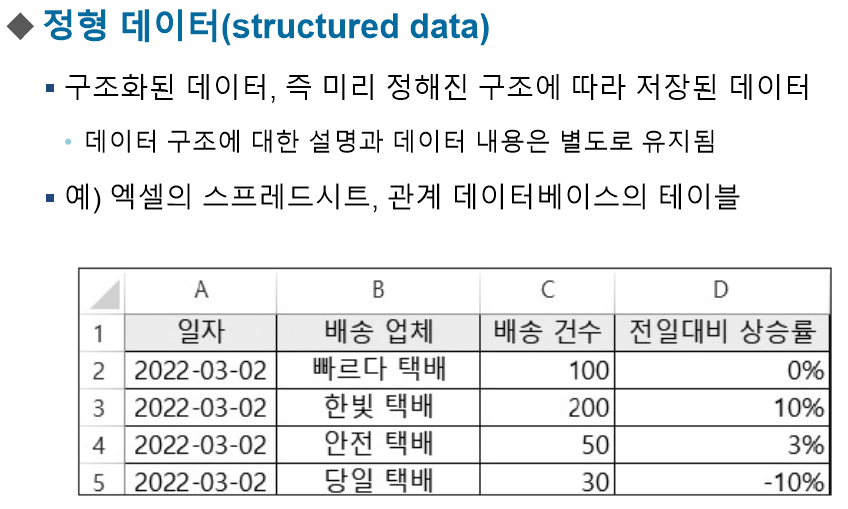 ◆ 정형 데이터(structured data)
▪ 구조화된 데이터, 즉 미리 정해진 구조에 따라 저장된 데이터
• 데이터 구조에 대한 설명과 데이터 내용은 별도로 유지됨
▪ 예) 엑셀의 스프레드시트, 관계 데이터베이스의 테이블
A B C D
1 일자 배송 업체 배송 건수 전일대비 상승률
2 2022-03-02 빠르다 택배 100 0%
3 2022-03-02 한빛 택배 200 10%
4 2022-03-02 안전 택배 50 3%
5 2022-03-02 당일 택배 30 -10%